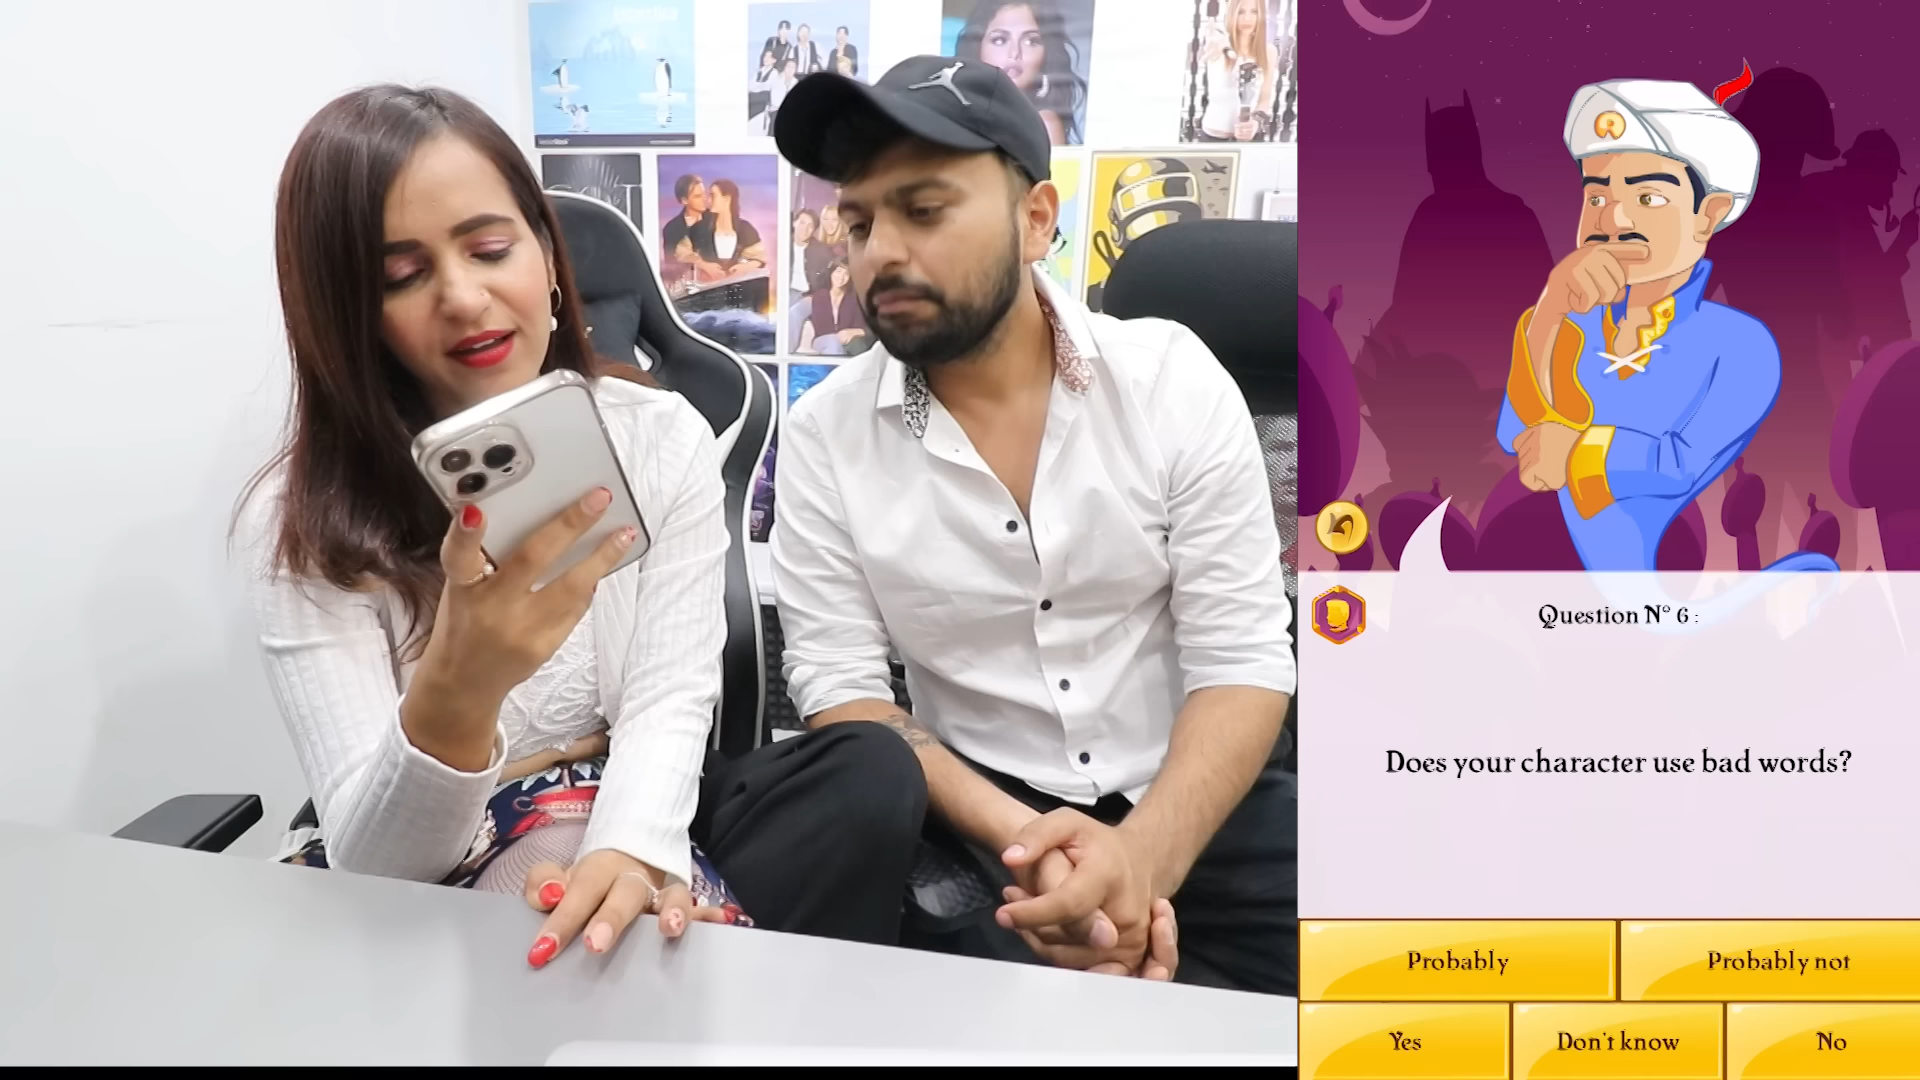 Question N° 6 :
Does your character use bad words?
Probably
Probably not
Yes
Don't know
No